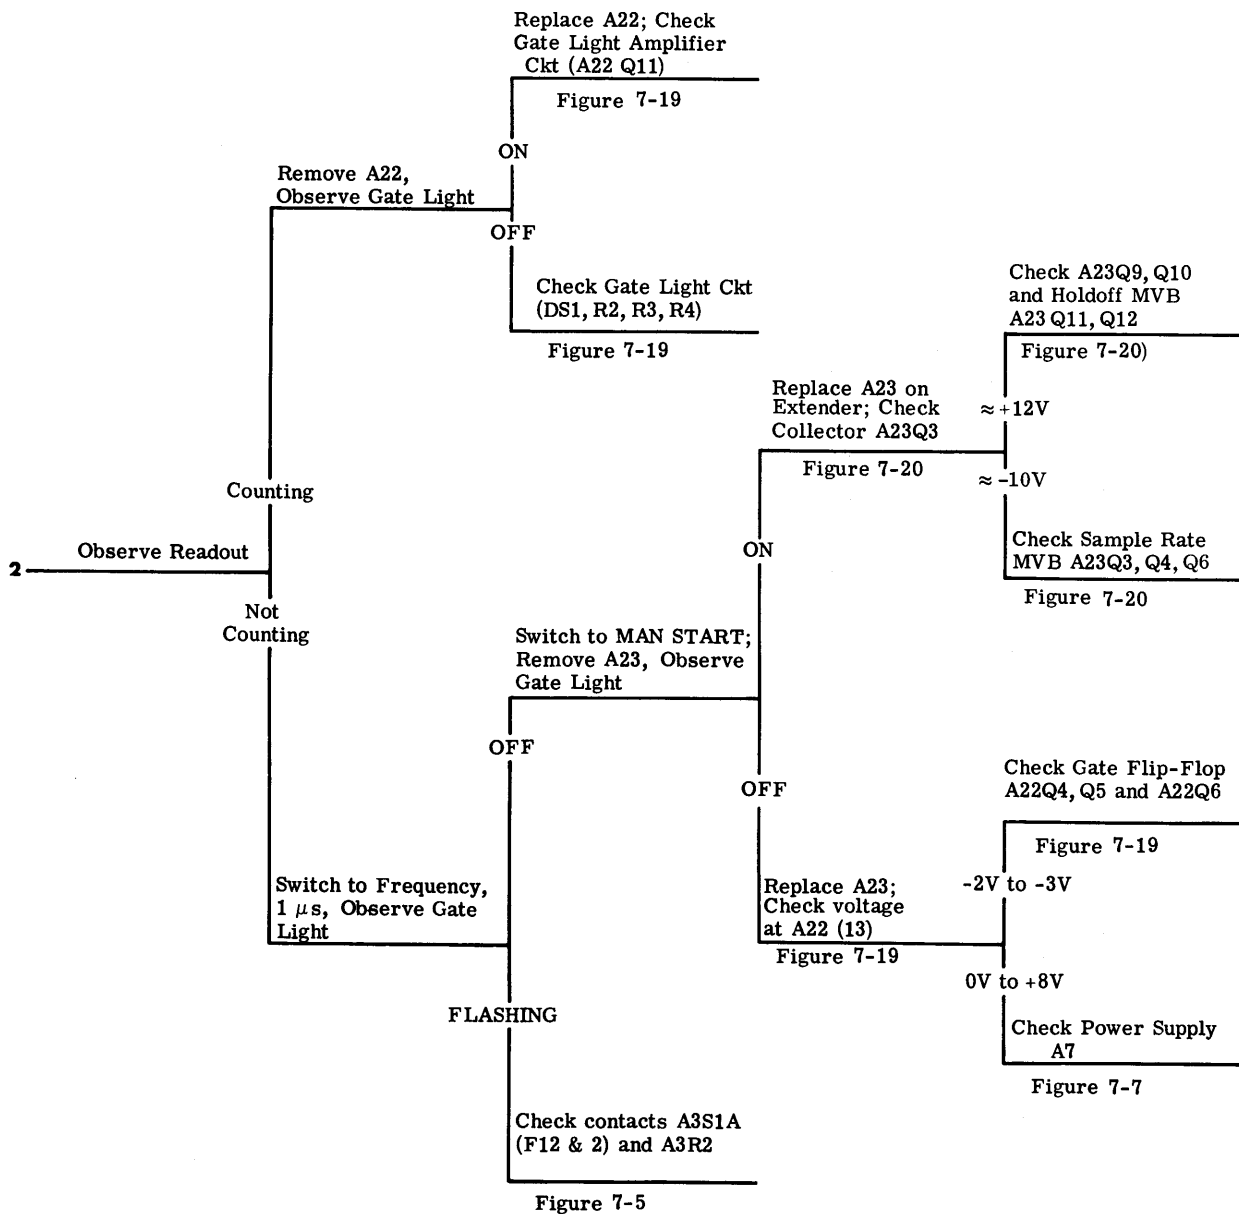 Replace A22; Check
Gate Light Amplifier
Ckt (A22 Q11)
Figure 7-19
ON
Remove A22,
Observe Gate Light
OFF
Check Gate Light Ckt
(DS1, R2, R3, R4)
Figure 7-19
Check A23Q9, Q10
and Holdoff MVB
A23 Q11, Q12
Figure 7-20)
Replace A23 on
Extender; Check
Collector A23Q3
Figure 7-20
≈ +12V
≈ -10V
Counting
Check Sample Rate
MVB A23Q3, Q4, Q6
Figure 7-20
ON
2
Observe Readout
Not
Counting
Switch to MAN START;
Remove A23, Observe
Gate Light
OFF
OFF
Check Gate Flip-Flop
A22Q4, Q5 and A22Q6
Figure 7-19
-2V to -3V
Switch to Frequency,
1 μs, Observe Gate
Light
Replace A23;
Check voltage
at A22 (13)
Figure 7-19
0V to +8V
FLASHING
Check Power Supply
A7
Figure 7-7
Check contacts A3S1A
(F12 & 2) and A3R2
Figure 7-5